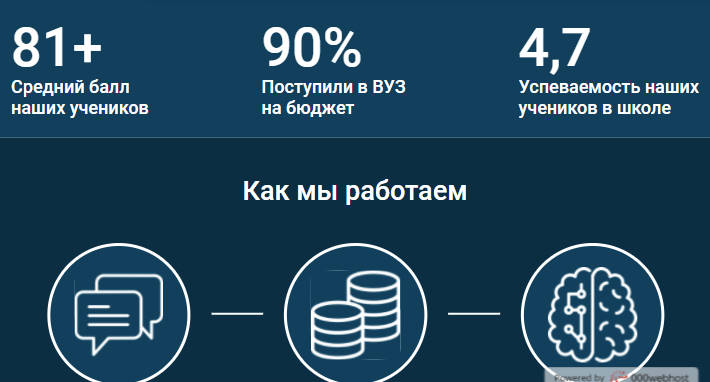 81+
90%
4,7
Средний балл
наших учеников
Поступили в ВУЗ
на бюджет
Успеваемость наших
учеников в школе
Как мы работаем
Powered by 000webhost